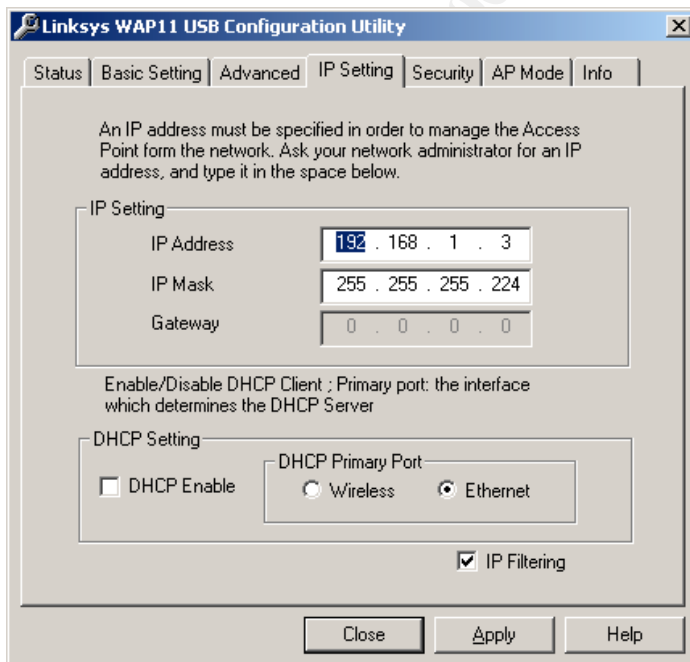 Linksys WAP11 USB Configuration Utility
Status Basic Setting Advanced IP Setting Security AP Mode Info
An IP address must be specified in order to manage the Access
Point form the network. Ask your network administrator for an IP
address, and type it in the space below.
IP Setting
IP Address 192 . 168 . 1 . 3
IP Mask 255 . 255 . 255 . 224
Gateway 0 . 0 . 0 . 0
Enable/Disable DHCP Client ; Primary port: the interface
which determines the DHCP Server
DHCP Setting
DHCP Primary Port
DHCP Enable Wireless Ethernet
IP Filtering
Close Apply Help